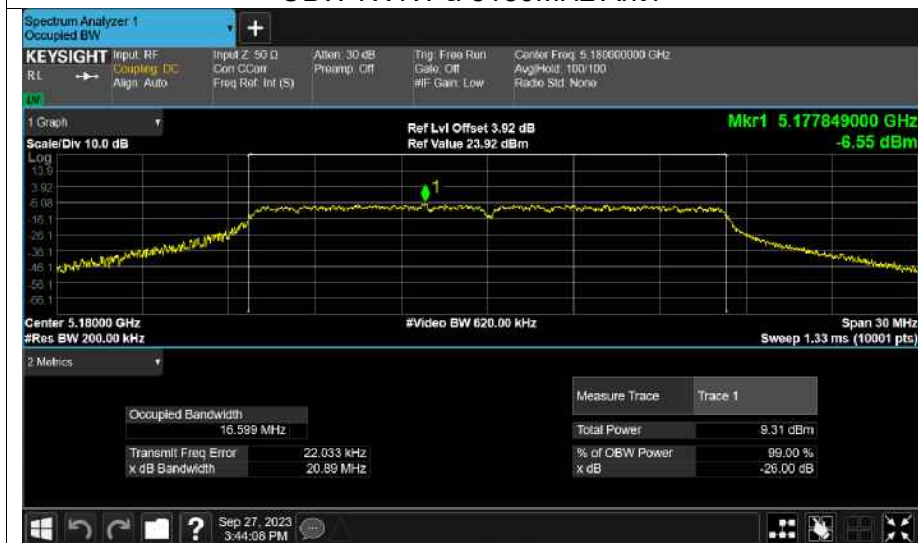 Spectrum Analyzer 1
Occupied BW
KEYSIGHT Input: RF Input Z: 50 Ω Atten: 30 dB Trig: Free Run Center Freq: 5.180000000 GHz
RL Coupling: DC Corr CCorr Preamp: Off Gate: Off Avg|Hold: 100/100
Align: Auto Freq Ref: Int (S) #IF Gain: Low Radio Std: None
1 Graph
Ref Lvl Offset 3.92 dB Mkr1 5.177849000 GHz
Scale/Div 10.0 dB Ref Value 23.92 dBm -6.55 dBm
Log
13.9
3.92
-6.08
-16.1
-26.1
-36.1
-46.1
-56.1
-66.1
1
Center 5.18000 GHz #Video BW 620.00 kHz Span 30 MHz
#Res BW 200.00 kHz Sweep 1.33 ms (10001 pts)
2 Metrics
Measure Trace Trace 1
Occupied Bandwidth
16.599 MHz Total Power 9.31 dBm
Transmit Freq Error 22.033 kHz % of OBW Power 99.00 %
x dB Bandwidth 20.89 MHz x dB -26.00 dB
Sep 27, 2023
3:44:08 PM